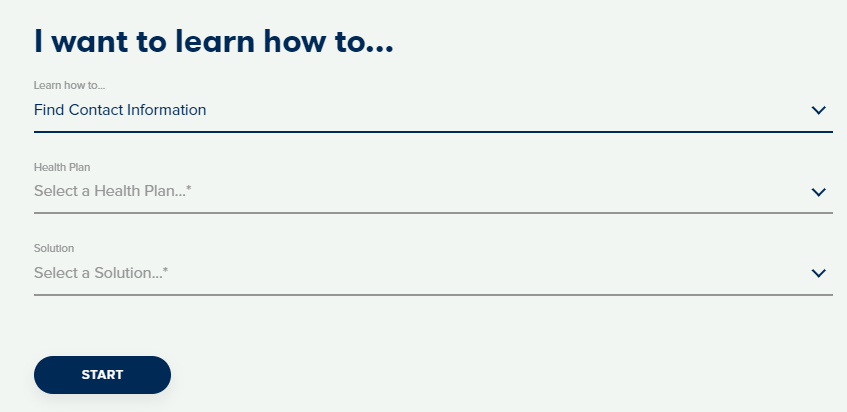 I want to learn how to...
Learn how to...
Find Contact Information
Health Plan
Select a Health Plan...*
Solution
Select a Solution...*
START